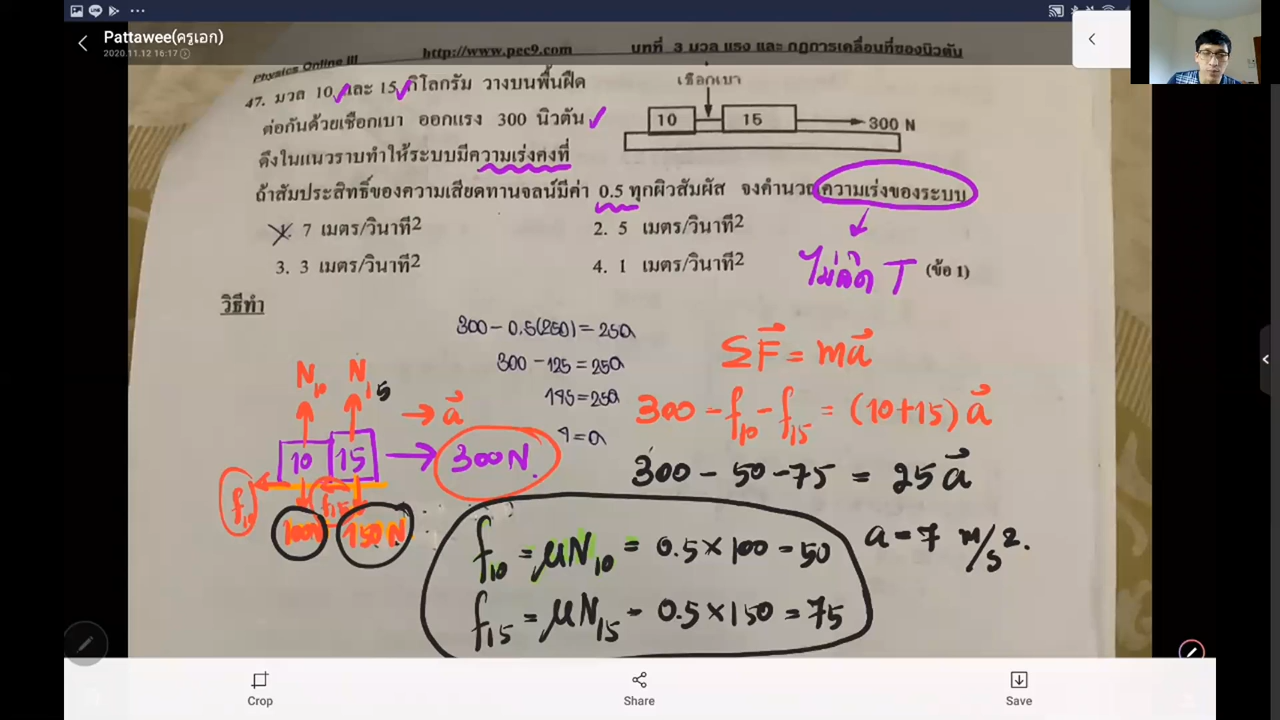 Pattawee(ครูเอก)
2020.11.12 16:17
Physics Online III http://www.pec9.com บทที่ 3 มวล แรง และ กฎการเคลื่อนที่ของนิวตัน
47. มวล 10 และ 15 กิโลกรัม วางบนพื้นฝืด
ต่อกันด้วยเชือกเบา ออกแรง 300 นิวตัน
ดึงในแนวราบทำให้ระบบมีความเร่งคงที่
เชือกเบา
10 15 300 N
ถ้าสัมประสิทธิ์ของความเสียดทานจลน์มีค่า 0.5 ทุกผิวสัมผัส จงคำนวณความเร่งของระบบ
1. 7 เมตร/วินาที2 2. 5 เมตร/วินาที2
3. 3 เมตร/วินาที2 4. 1 เมตร/วินาที2
(ข้อ 1)
ไม่คิด T
วิธีทำ
300 - 0.5(250) = 25a
300 - 125 = 25a
175 = 25a
7 = a
ΣF = ma
300 - f10 - f15 = (10+15)a
300 - 50 - 75 = 25a
a = 7 m/s2.
N10 N15
→ a
10 15 → 300N.
f10 f15
100N 150N
f10 = μN10 = 0.5×100 = 50
f15 = μN15 = 0.5×150 = 75
Crop Share Save